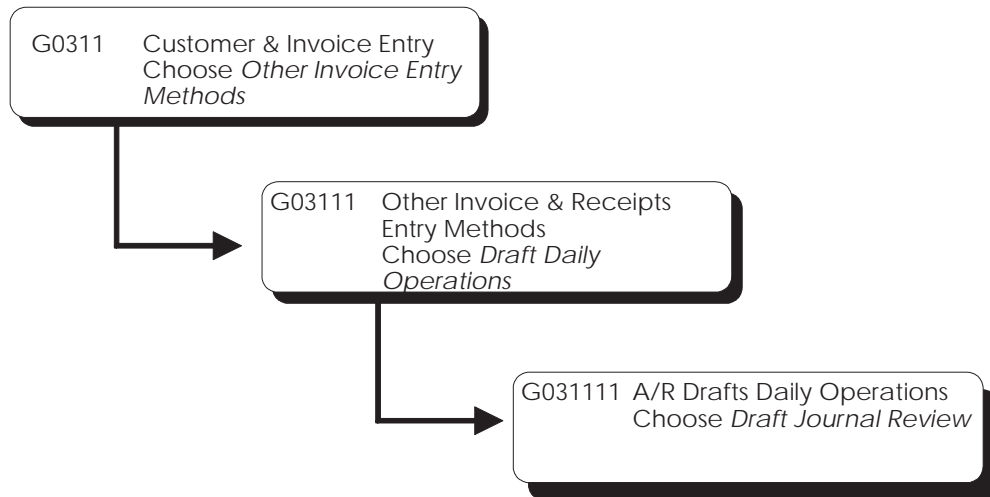 G0311 Customer & Invoice Entry
Choose Other Invoice Entry
Methods
G03111 Other Invoice & Receipts
Entry Methods
Choose Draft Daily
Operations
G031111 A/R Drafts Daily Operations
Choose Draft Journal Review